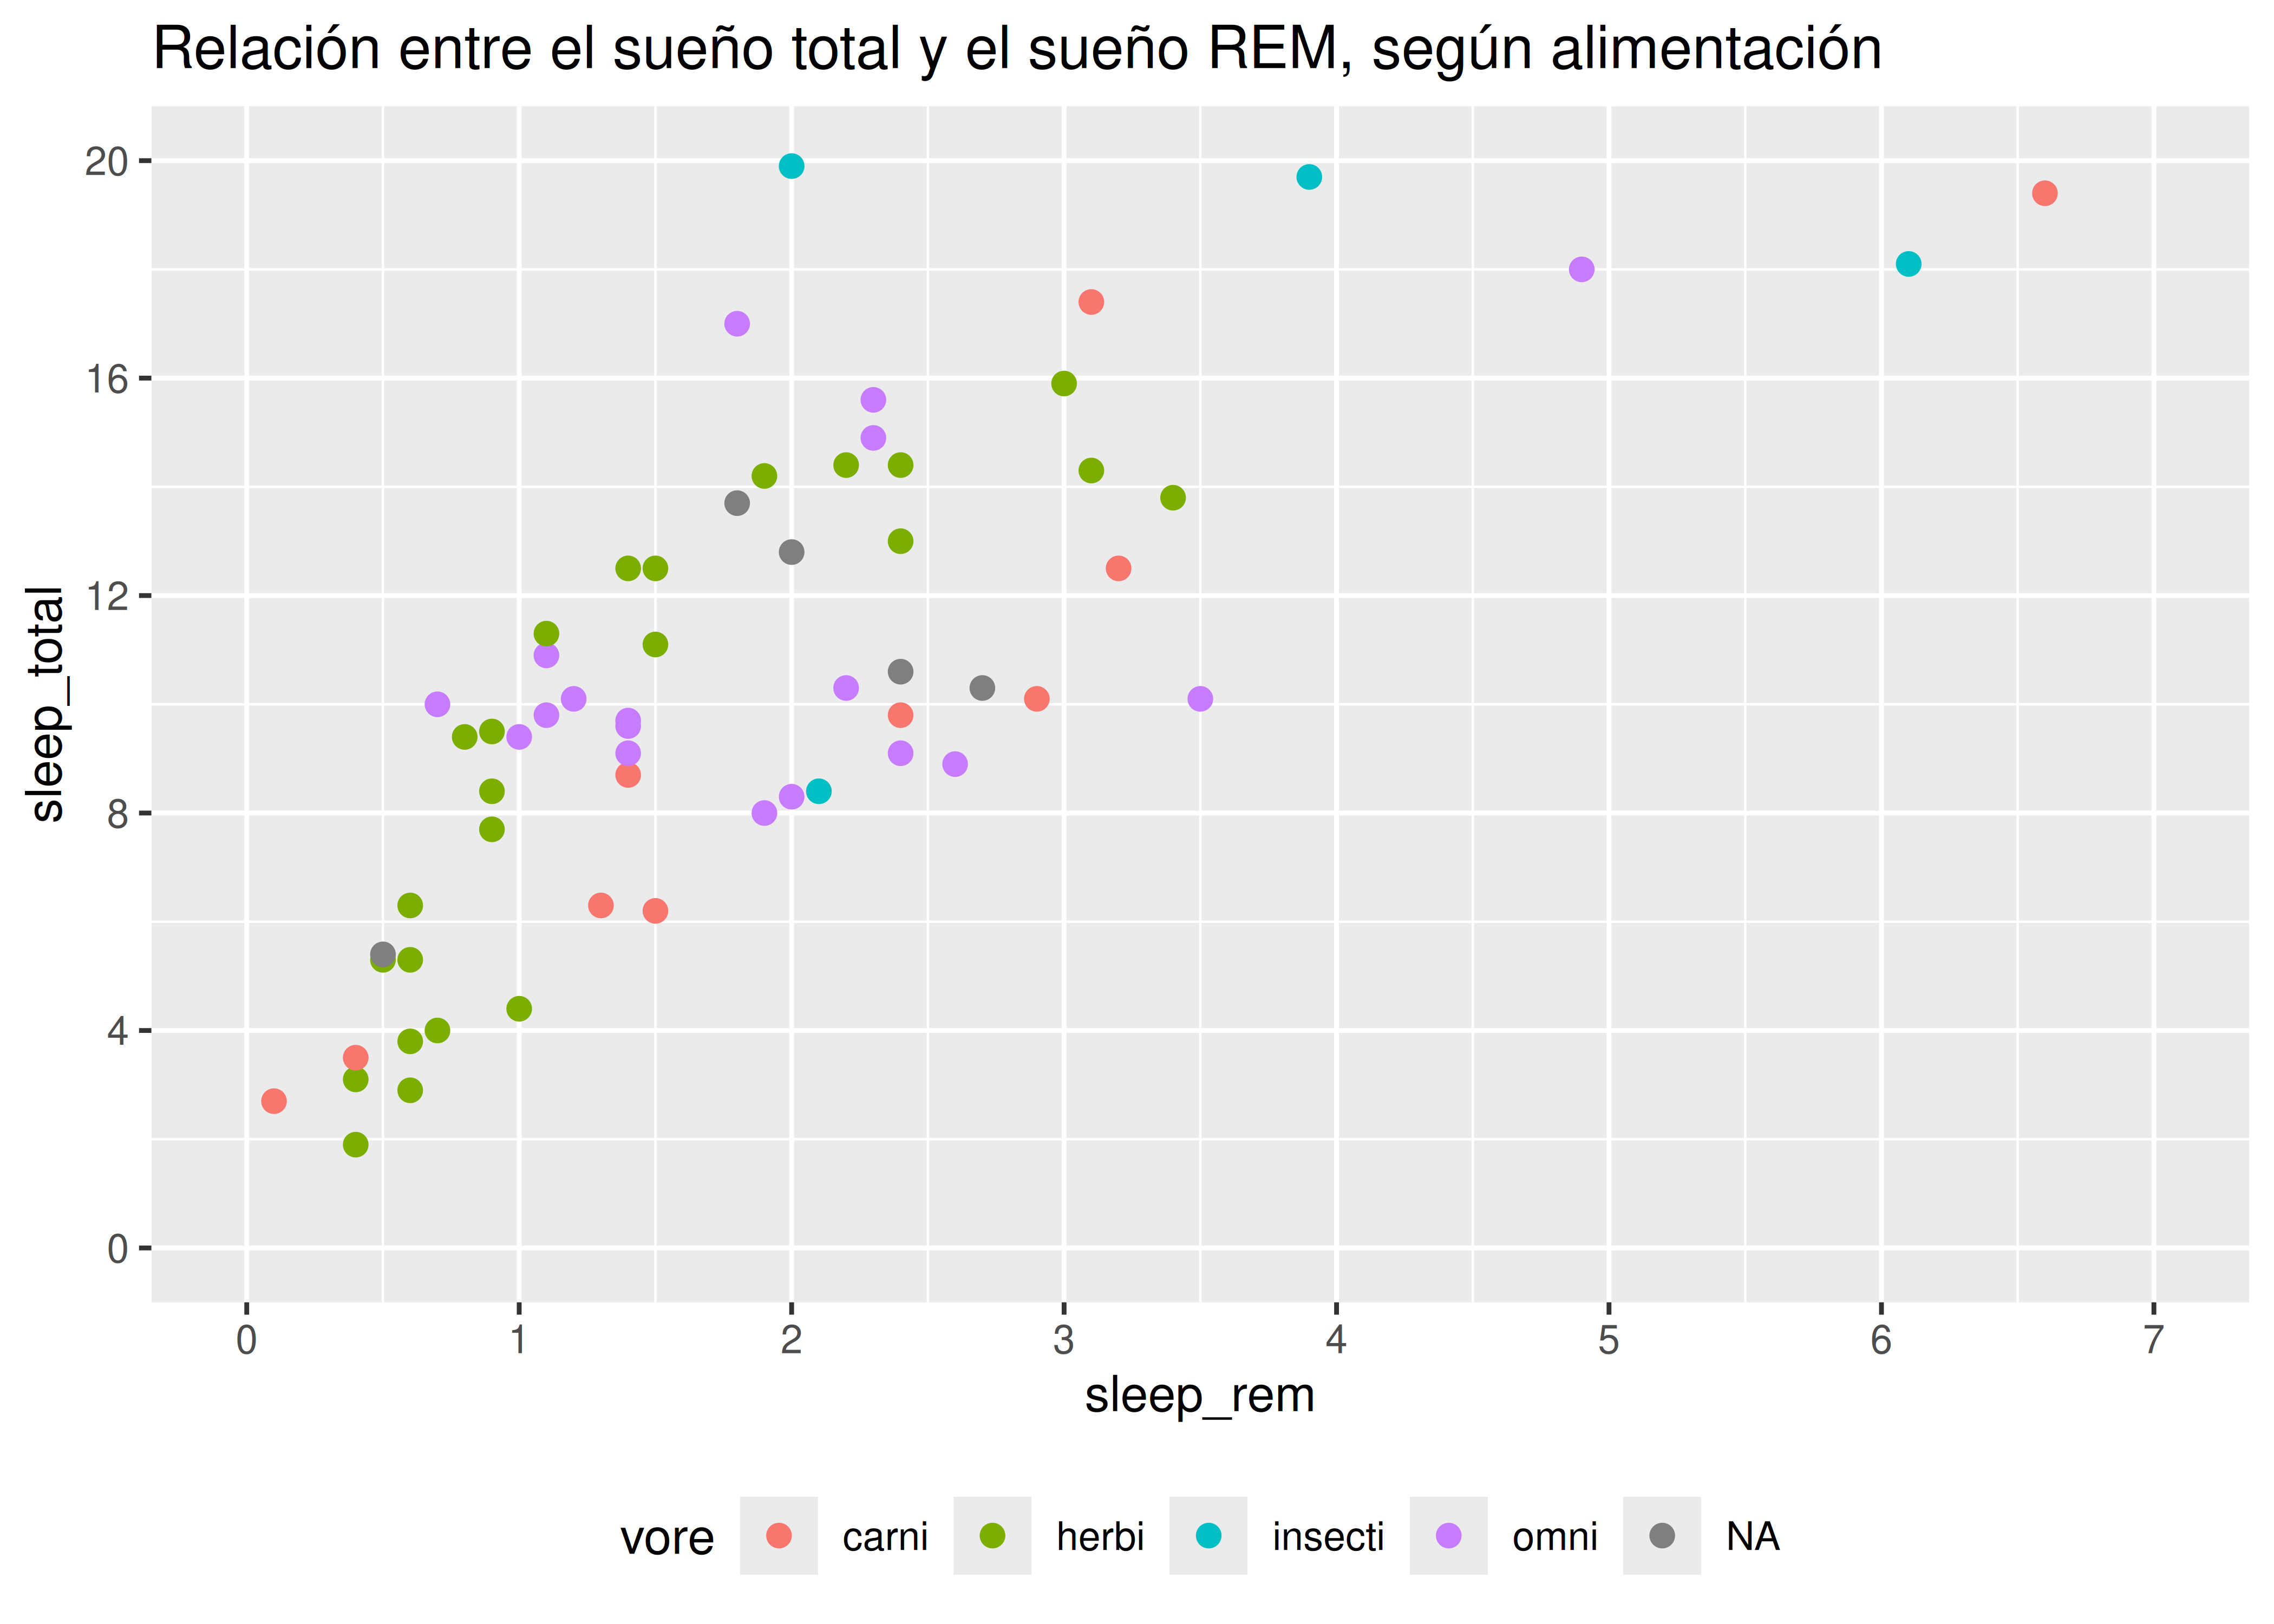 Relación entre el sueño total y el sueño REM, según alimentación
20
16
12
8
4
0
sleep_total
0 1 2 3 4 5 6 7
sleep_rem
vore carni herbi insecti omni NA